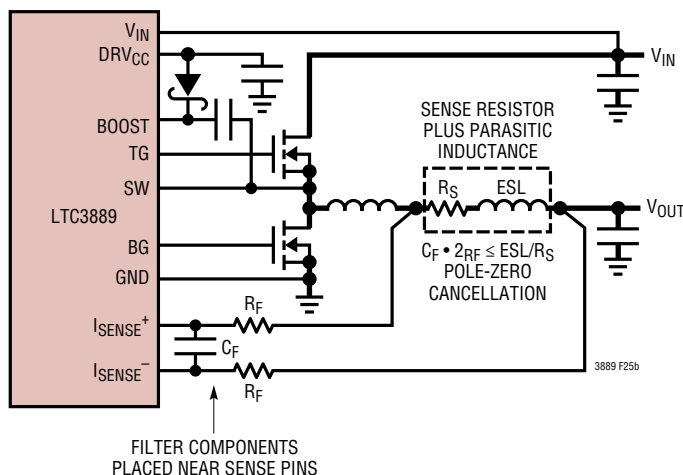 V_IN
DRV_CC
BOOST
TG
SW
LTC3889
BG
GND
I_SENSE⁺
I_SENSE⁻
V_IN
SENSE RESISTOR
PLUS PARASITIC
INDUCTANCE
R_S
ESL
V_OUT
C_F • 2_RF ≤ ESL/R_S
POLE-ZERO
CANCELLATION
R_F
C_F
R_F
3889 F25b
FILTER COMPONENTS
PLACED NEAR SENSE PINS